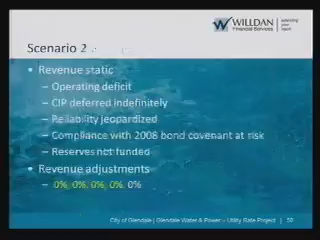 WILLDAN
Financial Services
Scenario 2
• Revenue static
– Operating deficit
– CIP deferred indefinitely
– Reliability jeopardized
– Compliance with 2008 bond covenant at risk
– Reserves not funded
• Revenue adjustments
– 0%, 0%, 0%, 0%, 0%
City of Glendale | Glendale Water & Power – Utility Rate Project | 50